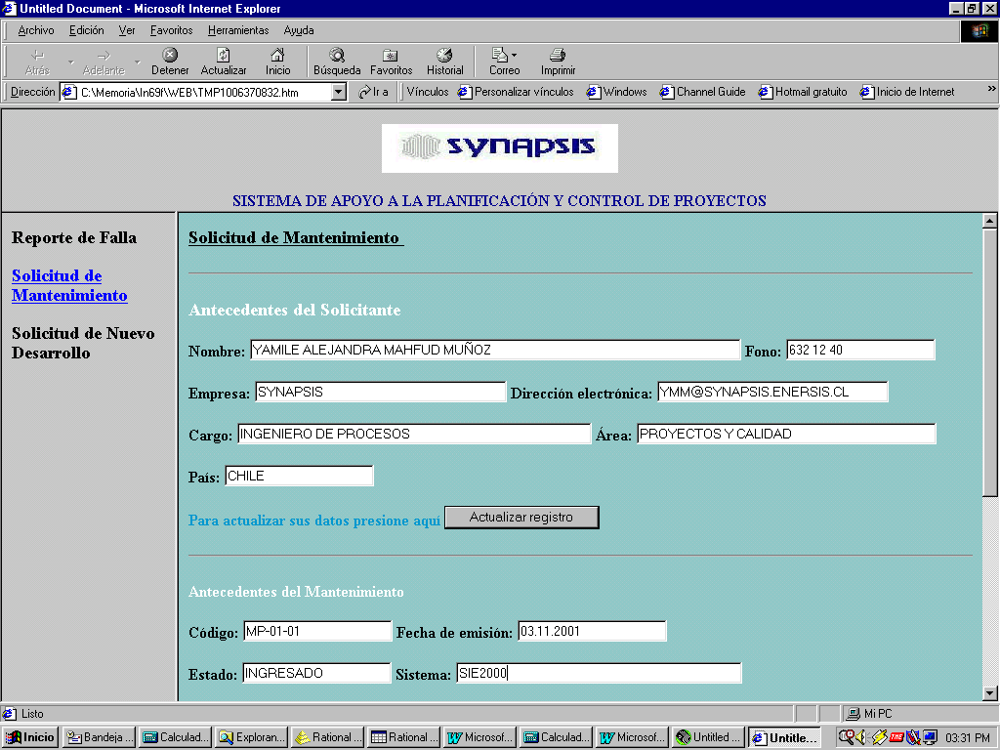 Untitled Document - Microsoft Internet Explorer
Archivo Edición Ver Favoritos Herramientas Ayuda
Atrás Adelante Detener Actualizar Inicio Búsqueda Favoritos Historial Correo Imprimir
Dirección C:\Memoria\In69f\WEB\TMP1006370832.htm Ir a Vínculos Personalizar vínculos Windows Channel Guide Hotmail gratuito Inicio de Internet »
SYNAPSIS
SISTEMA DE APOYO A LA PLANIFICACIÓN Y CONTROL DE PROYECTOS
Reporte de Falla
Solicitud de
Mantenimiento
Solicitud de Nuevo
Desarrollo
Solicitud de Mantenimiento
Antecedentes del Solicitante
Nombre: YAMILE ALEJANDRA MAHFUD MUÑOZ Fono: 632 12 40
Empresa: SYNAPSIS Dirección electrónica: YMM@SYNAPSIS.ENERSIS.CL
Cargo: INGENIERO DE PROCESOS Área: PROYECTOS Y CALIDAD
País: CHILE
Para actualizar sus datos presione aquí Actualizar registro
Antecedentes del Mantenimiento
Código: MP-01-01 Fecha de emisión: 03.11.2001
Estado: INGRESADO Sistema: SIE2000
Listo Mi PC
Inicio Bandeja ... Calculad... Exploran... Rational ... Rational ... Microsof... Calculad... Microsof... Untitled ... Untitle... 03:31 PM